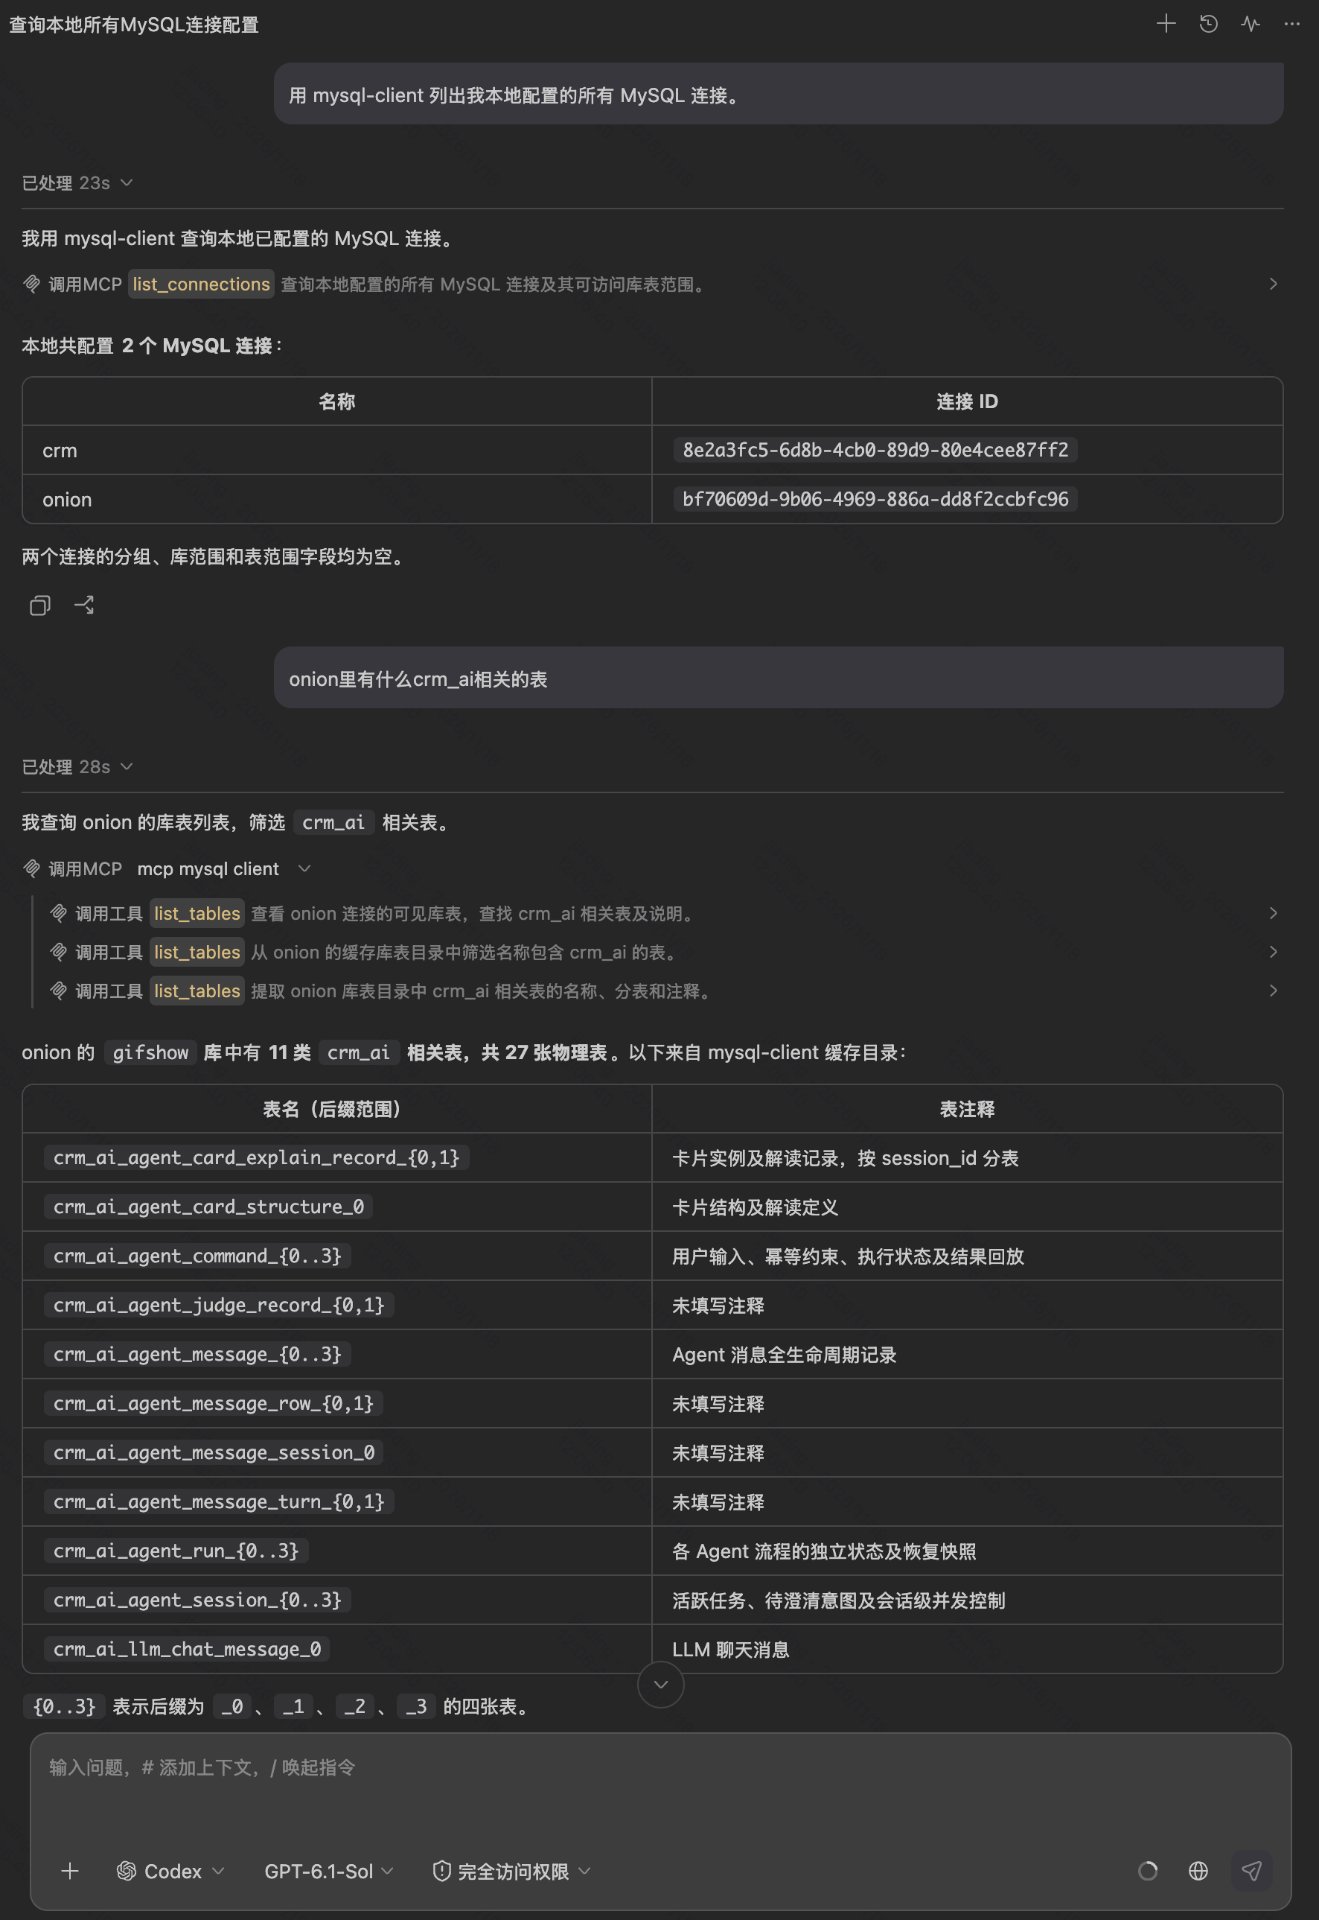 查询本地所有MySQL连接配置
用 mysql-client 列出我本地配置的所有 MySQL 连接。
已处理 23s
我用 mysql-client 查询本地已配置的 MySQL 连接。
调用MCP list_connections 查询本地配置的所有 MySQL 连接及其可访问库表范围。
本地共配置 2 个 MySQL 连接：
名称 连接 ID
crm 8e2a3fc5-6d8b-4cb0-89d9-80e4cee87ff2
onion bf70609d-9b06-4969-886a-dd8f2ccbfc96
两个连接的分组、库范围和表范围字段均为空。
onion里有什么crm_ai相关的表
已处理 28s
我查询 onion 的库表列表，筛选 crm_ai 相关表。
调用MCP mcp mysql client
调用工具 list_tables 查看 onion 连接的可见库表，查找 crm_ai 相关表及说明。
调用工具 list_tables 从 onion 的缓存库表目录中筛选名称包含 crm_ai 的表。
调用工具 list_tables 提取 onion 库表目录中 crm_ai 相关表的名称、分表和注释。
onion 的 gifshow 库中有 11 类 crm_ai 相关表，共 27 张物理表。以下来自 mysql-client 缓存目录：
表名（后缀范围） 表注释
crm_ai_agent_card_explain_record_{0,1} 卡片实例及解读记录，按 session_id 分表
crm_ai_agent_card_structure_0 卡片结构及解读定义
crm_ai_agent_command_{0..3} 用户输入、幂等约束、执行状态及结果回放
crm_ai_agent_judge_record_{0,1} 未填写注释
crm_ai_agent_message_{0..3} Agent 消息全生命周期记录
crm_ai_agent_message_row_{0,1} 未填写注释
crm_ai_agent_message_session_0 未填写注释
crm_ai_agent_message_turn_{0,1} 未填写注释
crm_ai_agent_run_{0..3} 各 Agent 流程的独立状态及恢复快照
crm_ai_agent_session_{0..3} 活跃任务、待澄清意图及会话级并发控制
crm_ai_llm_chat_message_0 LLM 聊天消息
{0..3} 表示后缀为 _0 、 _1 、 _2 、 _3 的四张表。
输入问题，# 添加上下文，/ 唤起指令
Codex GPT-6.1-Sol 完全访问权限